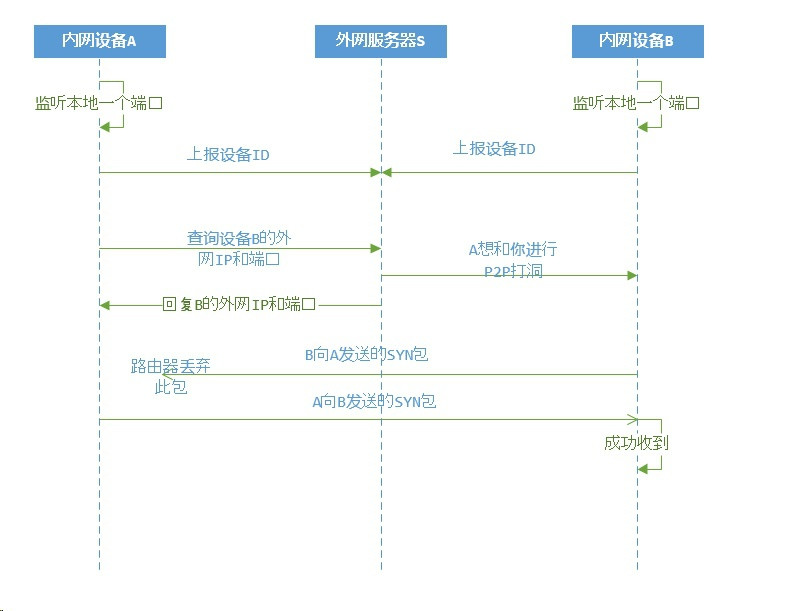 内网设备A
外网服务器S
内网设备B
监听本地一个端口
监听本地一个端口
上报设备ID
上报设备ID
查询设备B的外
网IP和端口
A想和你进行
P2P打洞
回复B的外网IP和端口
B向A发送的SYN包
路由器丢弃
此包
A向B发送的SYN包
成功收到